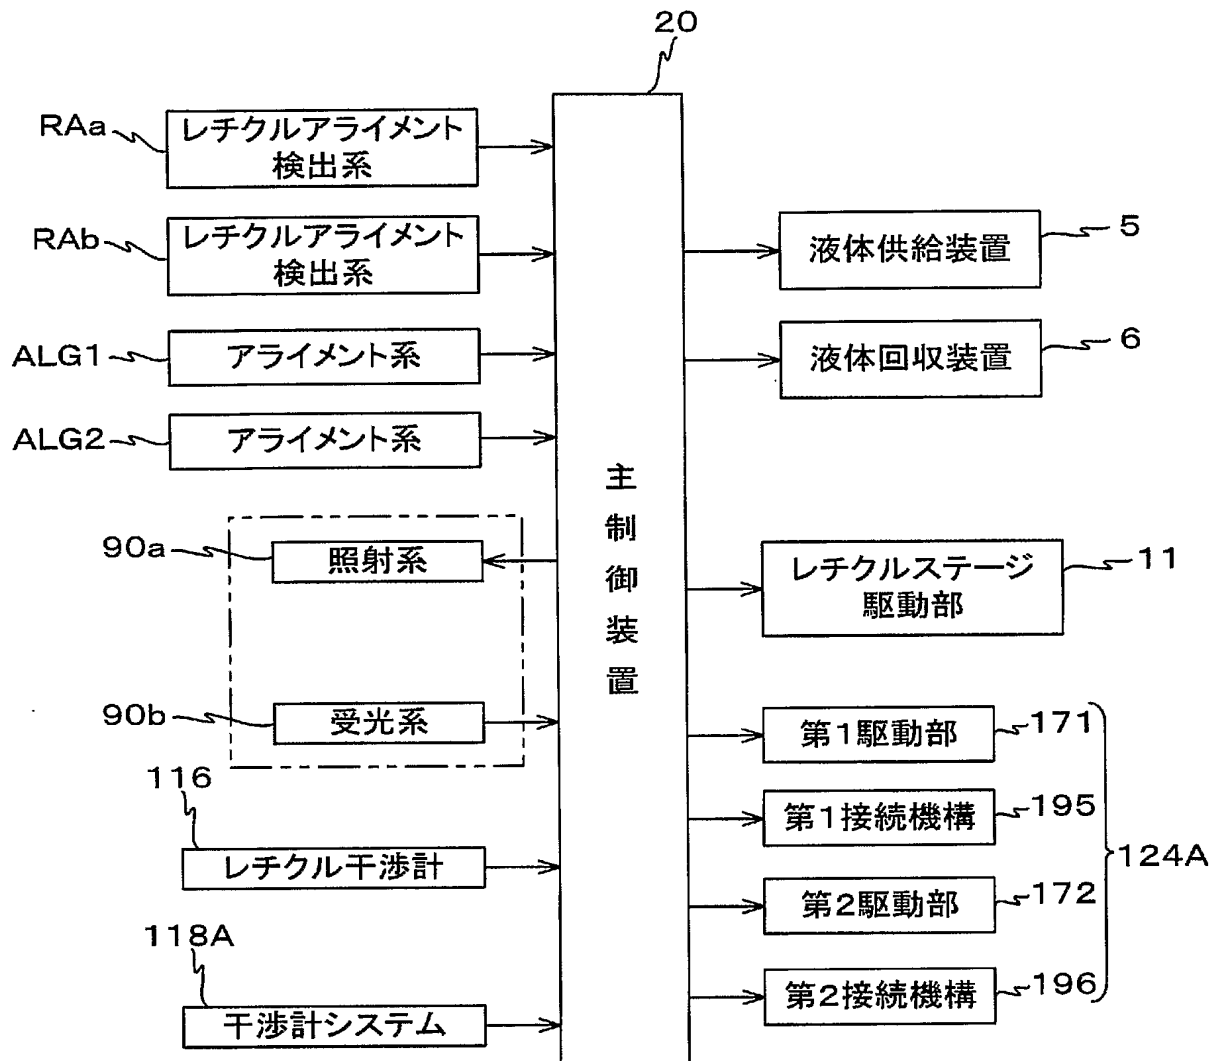 20
RAa
レチクルアライメント
検出系
RAb
レチクルアライメント
検出系
ALG1
アライメント系
ALG2
アライメント系
90a
照射系
90b
受光系
116
レチクル干渉計
118A
干渉計システム
主制御装置
液体供給装置
5
液体回収装置
6
レチクルステージ
駆動部
11
第1駆動部
171
第1接続機構
195
第2駆動部
172
第2接続機構
196
124A